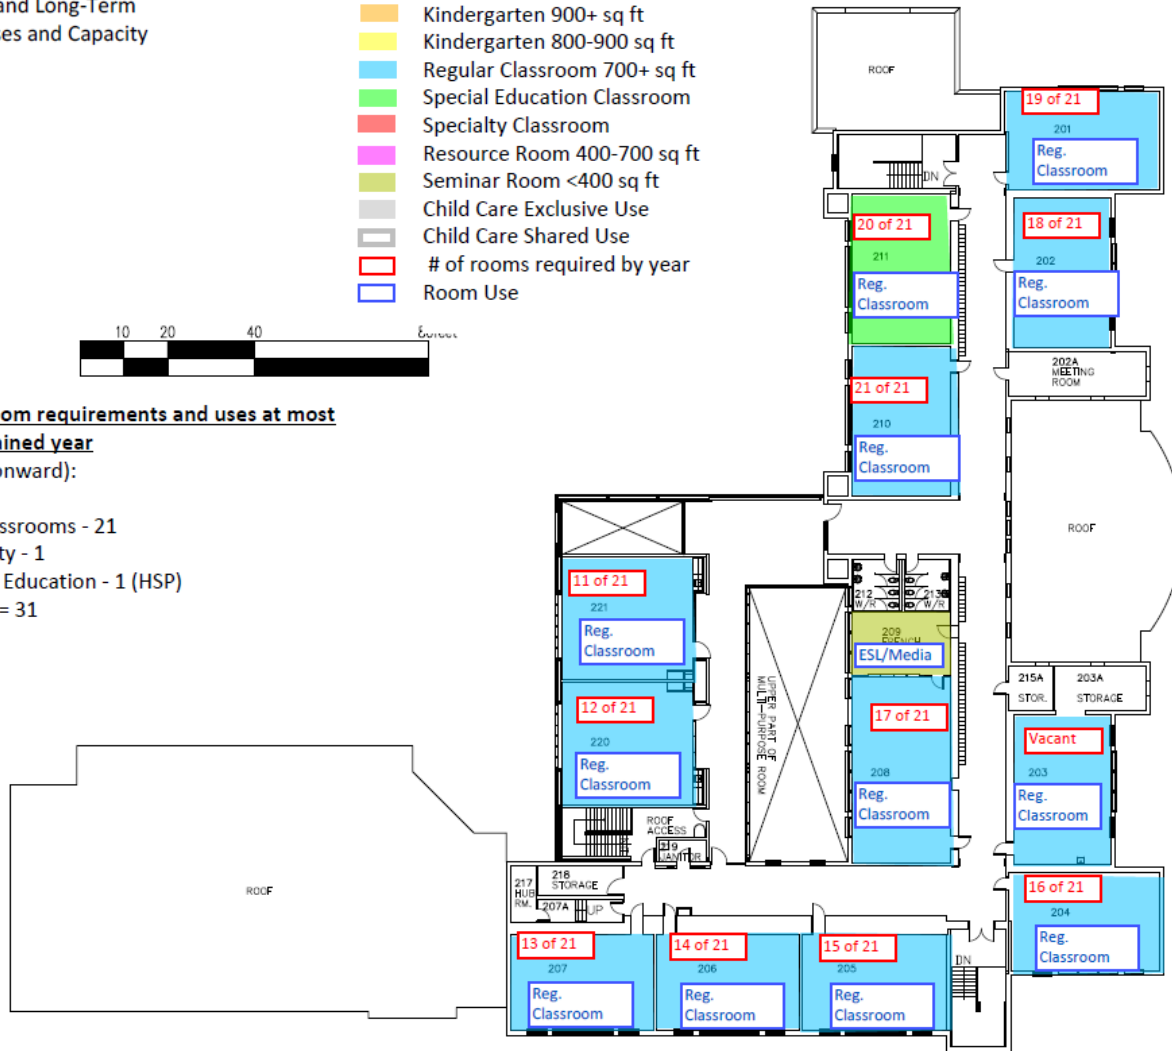 and Long-Term
ses and Capacity
Kindergarten 900+ sq ft
Kindergarten 800-900 sq ft
Regular Classroom 700+ sq ft
Special Education Classroom
Specialty Classroom
Resource Room 400-700 sq ft
Seminar Room <400 sq ft
Child Care Exclusive Use
Child Care Shared Use
# of rooms required by year
Room Use
10 20 40
om requirements and uses at most
ined year
onward):
ssrooms - 21
ty - 1
Education - 1 (HSP)
= 31
ROOF
19 of 21
201
Reg.
Classroom
DN
20 of 21
211
Reg.
Classroom
18 of 21
202
Reg.
Classroom
202A
MEETING
ROOM
21 of 21
210
Reg.
Classroom
ROOF
11 of 21
221
Reg.
Classroom
212
W/R
213
W/R
209
FRENCH
ESL/Media
12 of 21
220
Reg.
Classroom
UPPER PART OF
MULTI-PURPOSE ROOM
17 of 21
208
Reg.
Classroom
215A
STOR.
203A
STORAGE
Vacant
203
Reg.
Classroom
ROOF
ACCESS
219
JANITOR
ROOF
217
HUB
RM.
218
STORAGE
207A
UP
16 of 21
204
Reg.
Classroom
13 of 21
207
Reg.
Classroom
14 of 21
206
Reg.
Classroom
15 of 21
205
Reg.
Classroom
DN